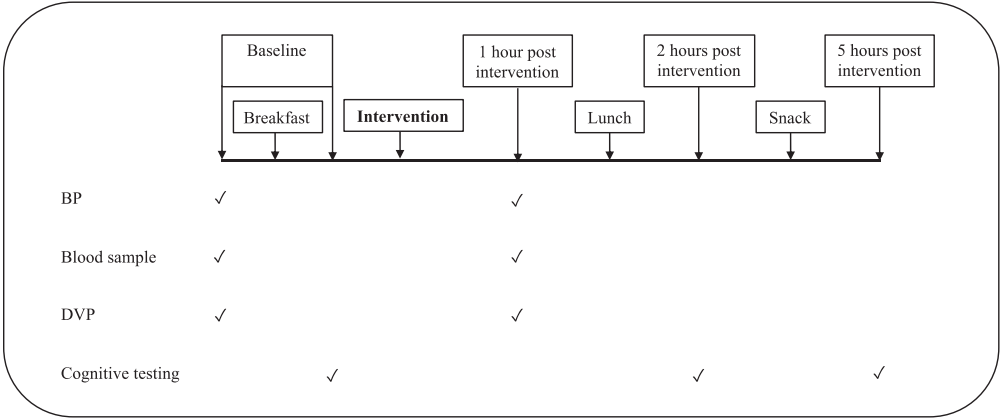 Baseline
1 hour post
intervention
2 hours post
intervention
5 hours post
intervention
Breakfast
Intervention
Lunch
Snack
BP ✓ ✓
Blood sample ✓ ✓
DVP ✓ ✓
Cognitive testing ✓ ✓ ✓